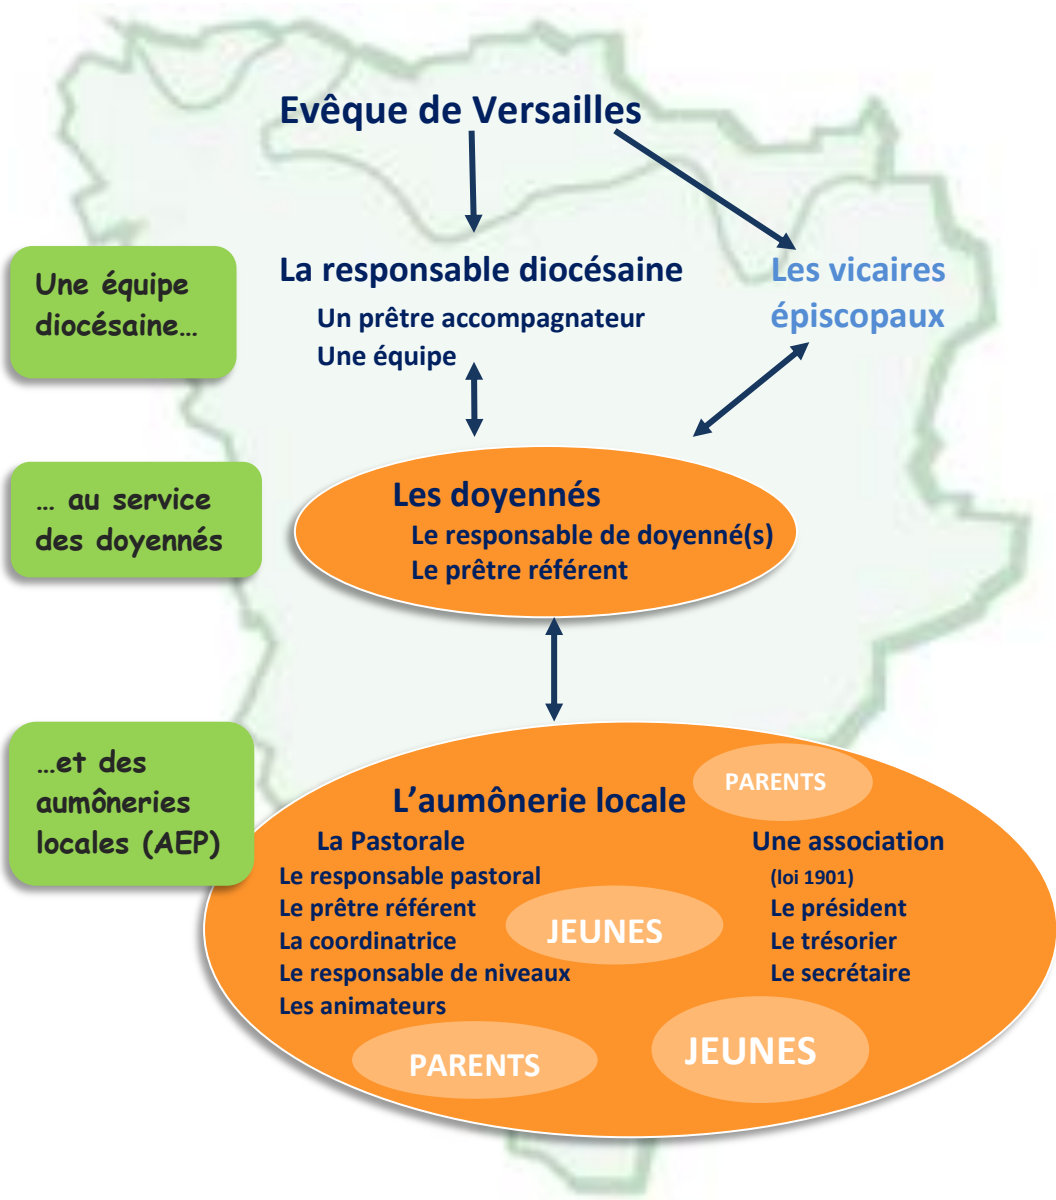 Evêque de Versailles
Une équipe
diocésaine…
La responsable diocésaine
Un prêtre accompagnateur
Une équipe
Les vicaires
épiscopaux
… au service
des doyennés
Les doyennés
Le responsable de doyenné(s)
Le prêtre référent
…et des
aumôneries
locales (AEP)
PARENTS
L’aumônerie locale
La Pastorale
Le responsable pastoral
Le prêtre référent
La coordinatrice
Le responsable de niveaux
Les animateurs
JEUNES
Une association
(loi 1901)
Le président
Le trésorier
Le secrétaire
PARENTS
JEUNES